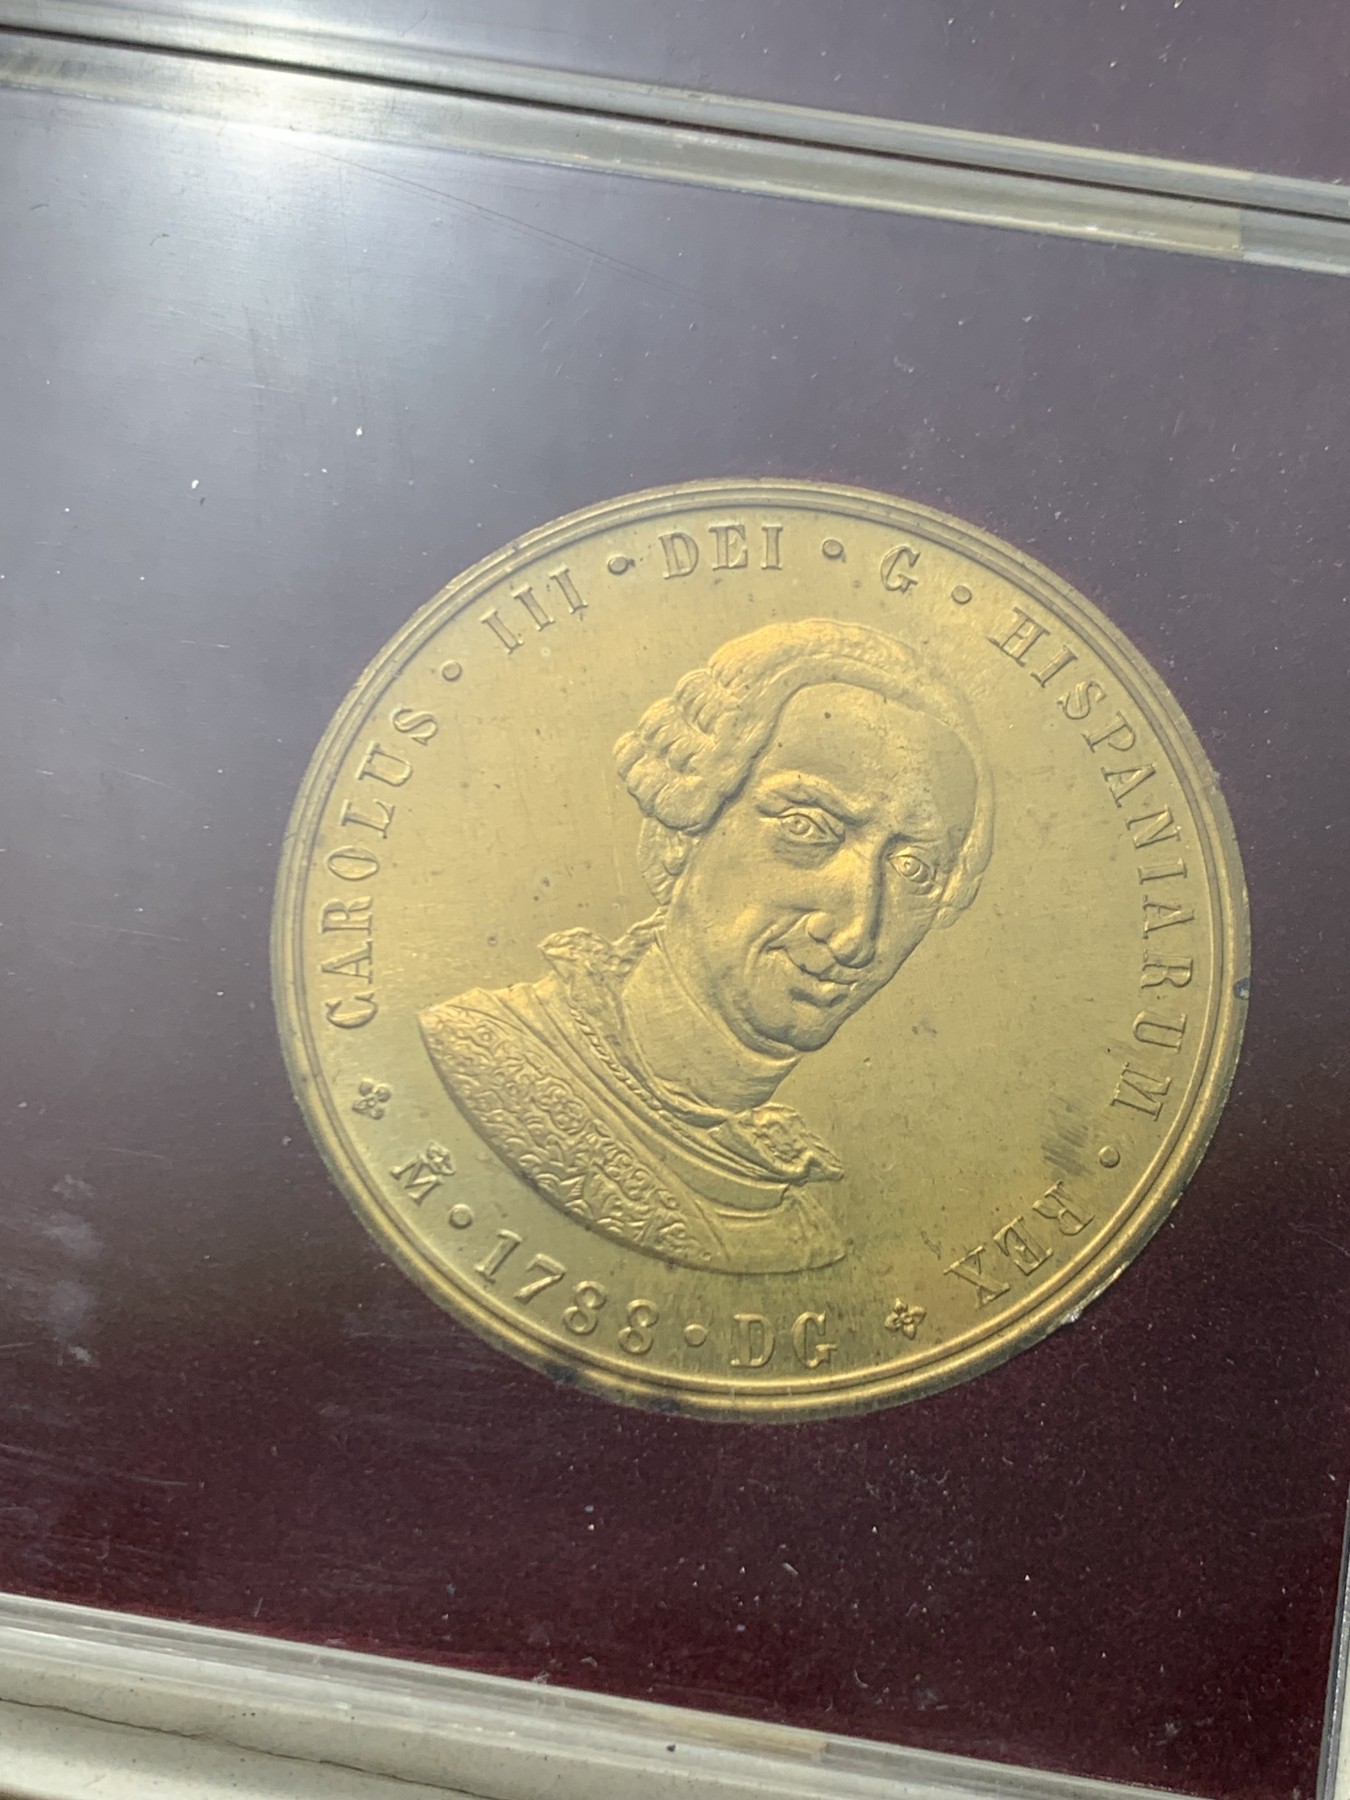 CAROLUS · III · DEI · G · HISPANIARUM · REX
M̊ · 1788 · DG